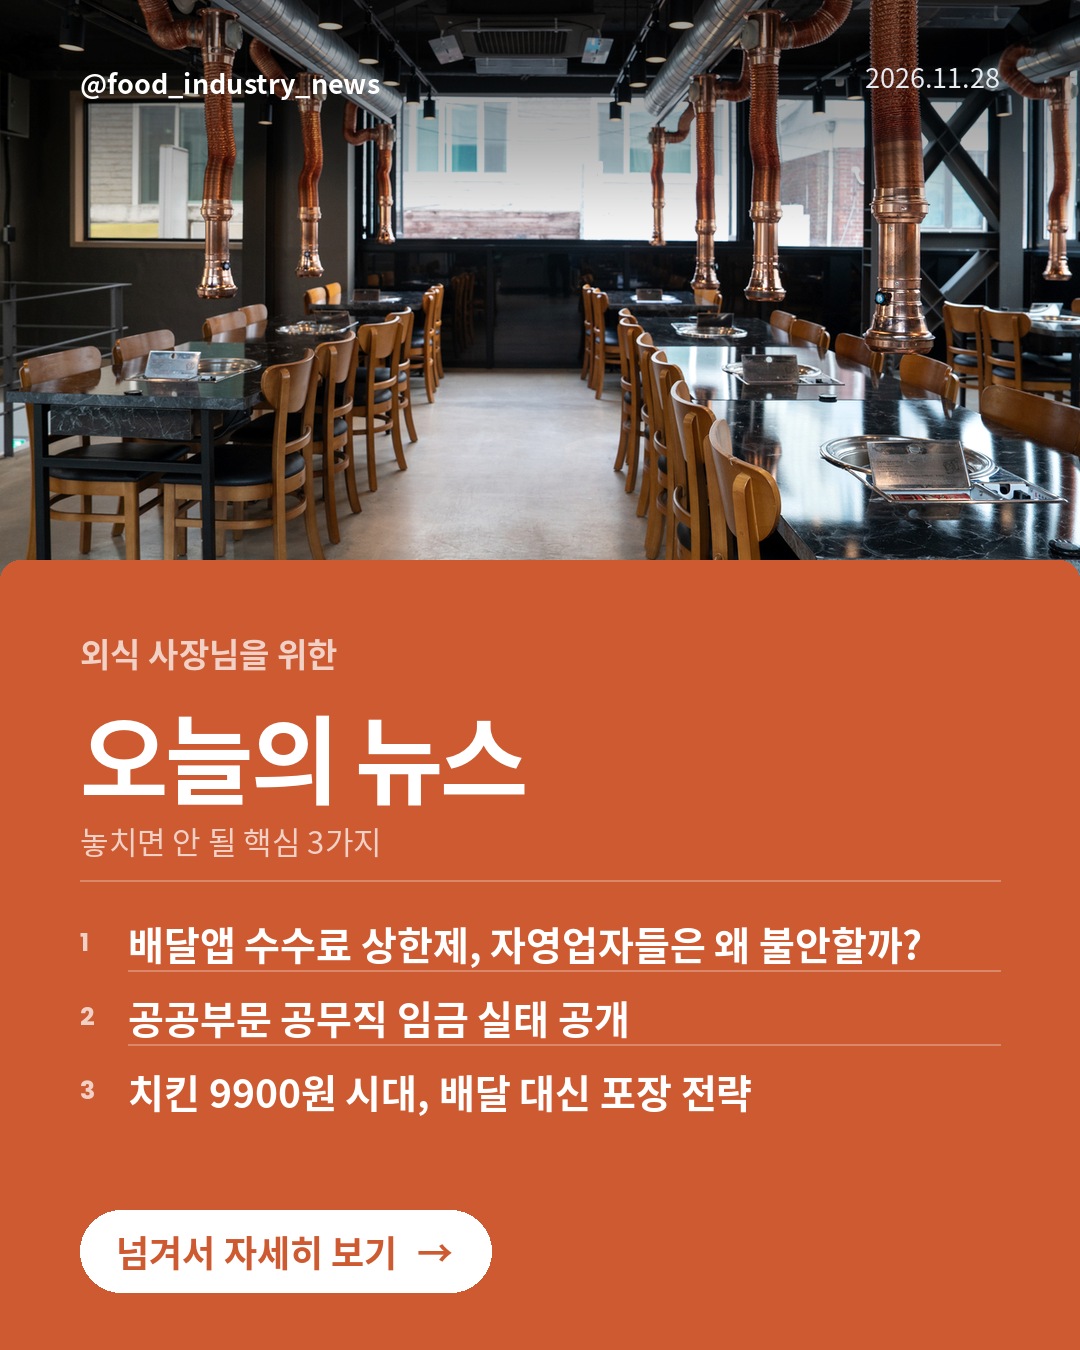 @food_industry_news
2026.11.28
외식 사장님을 위한
오늘의 뉴스
놓치면 안 될 핵심 3가지
1 배달앱 수수료 상한제, 자영업자들은 왜 불안할까?
2 공공부문 공무직 임금 실태 공개
3 치킨 9900원 시대, 배달 대신 포장 전략
넘겨서 자세히 보기 →